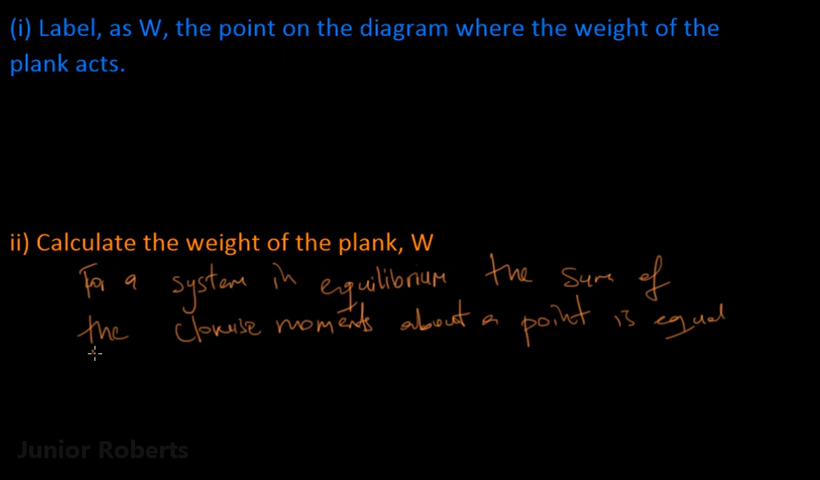 (i) Label, as W, the point on the diagram where the weight of the
plank acts.
ii) Calculate the weight of the plank, W
For a system in equilibrium the sum of
the clocwise moments about a point is equal
Junior Roberts